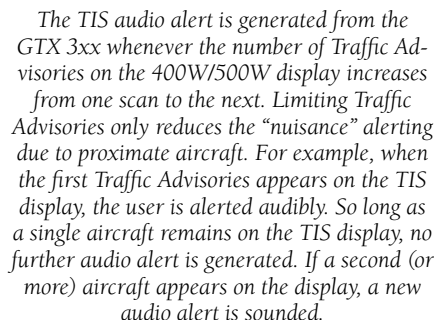 The TIS audio alert is generated from the
GTX 3xx whenever the number of Traffic Ad-
visories on the 400W/500W display increases
from one scan to the next. Limiting Traffic
Advisories only reduces the “nuisance” alerting
due to proximate aircraft. For example, when
the first Traffic Advisories appears on the TIS
display, the user is alerted audibly. So long as
a single aircraft remains on the TIS display, no
further audio alert is generated. If a second (or
more) aircraft appears on the display, a new
audio alert is sounded.